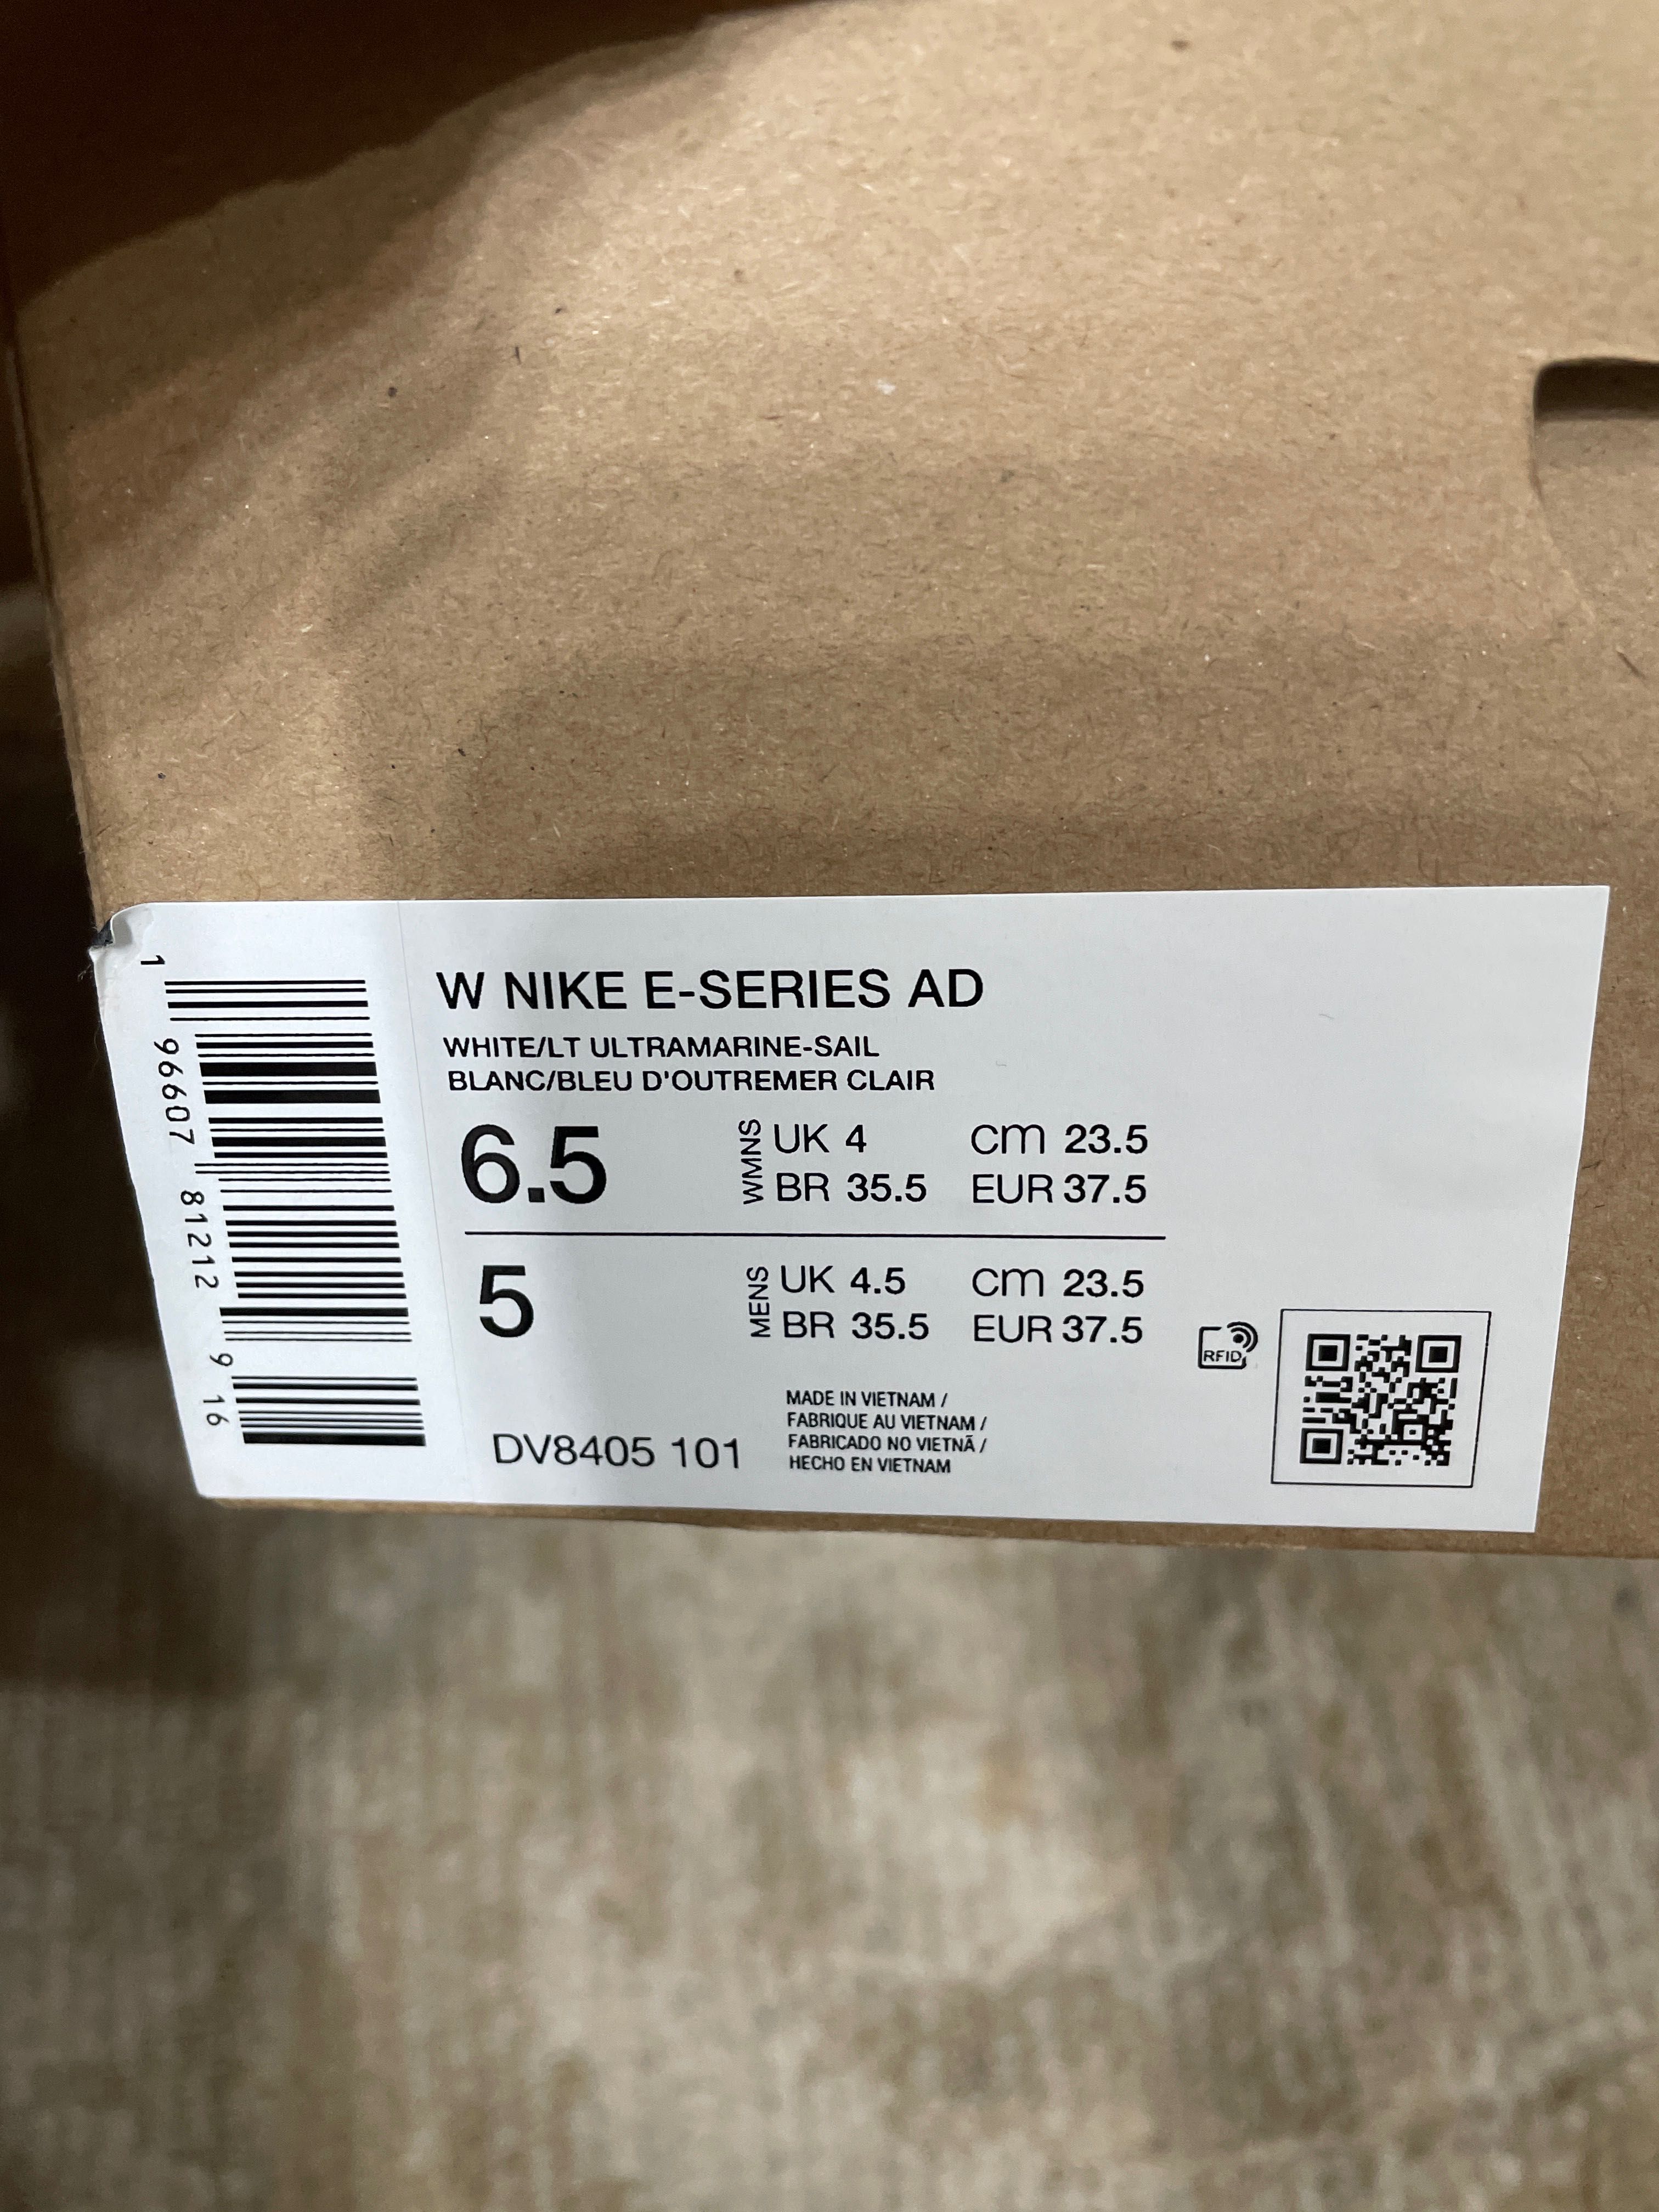 W NIKE E-SERIES AD
WHITE/LT ULTRAMARINE-SAIL
BLANC/BLEU D'OUTREMER CLAIR
6.5 WMNS UK 4 CM 23.5
BR 35.5 EUR 37.5
5 MENS UK 4.5 CM 23.5
BR 35.5 EUR 37.5
RFID
DV8405 101
MADE IN VIETNAM /
FABRIQUE AU VIETNAM /
FABRICADO NO VIETNÃ /
HECHO EN VIETNAM
1 96607 81212 9 16